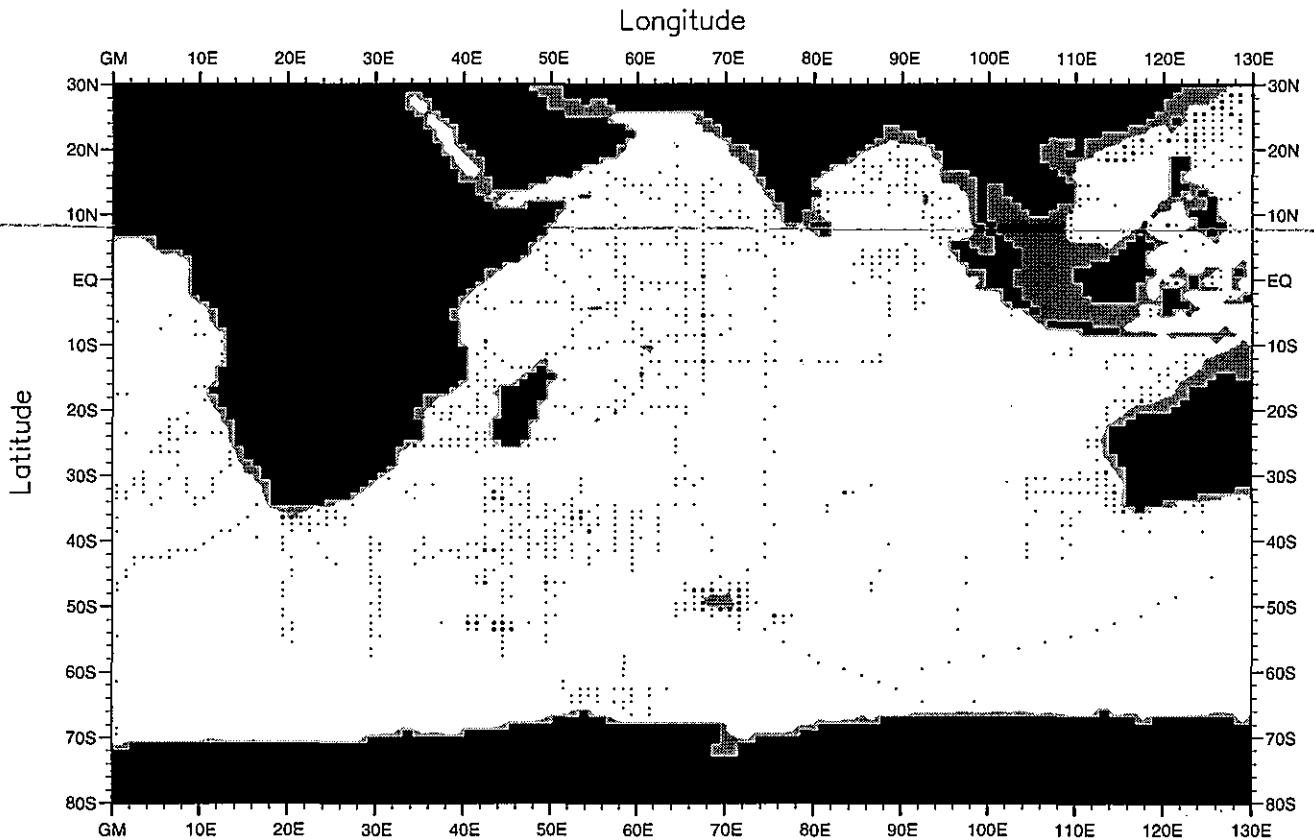 Longitude
GM 10E 20E 30E 40E 50E 60E 70E 80E 90E 100E 110E 120E 130E
30N 30N
20N 20N
10N 10N
EQ EQ
10S 10S
Latitude
20S 20S
30S 30S
40S 40S
50S 50S
60S 60S
70S 70S
80S 80S
GM 10E 20E 30E 40E 50E 60E 70E 80E 90E 100E 110E 120E 130E